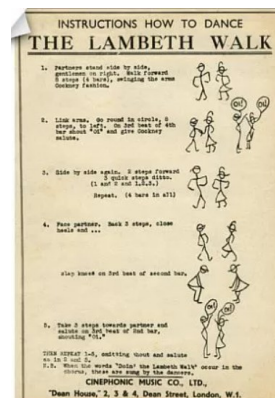 INSTRUCTIONS HOW TO DANCE
THE LAMBETH WALK
1. Partners stand side by side,
gentlemen on right. Walk forward
8 steps (4 bars), swinging the arms
Cockney fashion.
2. Link arms. Go round in circle, 8
steps, to left. On 3rd beat of 4th
bar shout "Oi" and give Cockney
salute.
OI!
OI!
3. Side by side again. 2 steps forward
3 quick steps ditto.
(1 and 2 and 1.2.3.)
Repeat. (4 bars in all)
4. Face partner. Back 3 steps, close
heels and ...
slap knees on 3rd beat of second bar.
5. Take 3 steps towards partner and
salute on 3rd beat of 2nd bar,
shouting "Oi."
OI!
OI!
THEN REPEAT 1-5, omitting shout and salute
as in 2 and 5.
N.B. When the words "Doin' the Lambeth Walk" occur in the
chorus, these are sung by the dancers.
CINEPHONIC MUSIC CO., LTD.,
"Dean House," 2, 3 & 4, Dean Street, London, W.1.